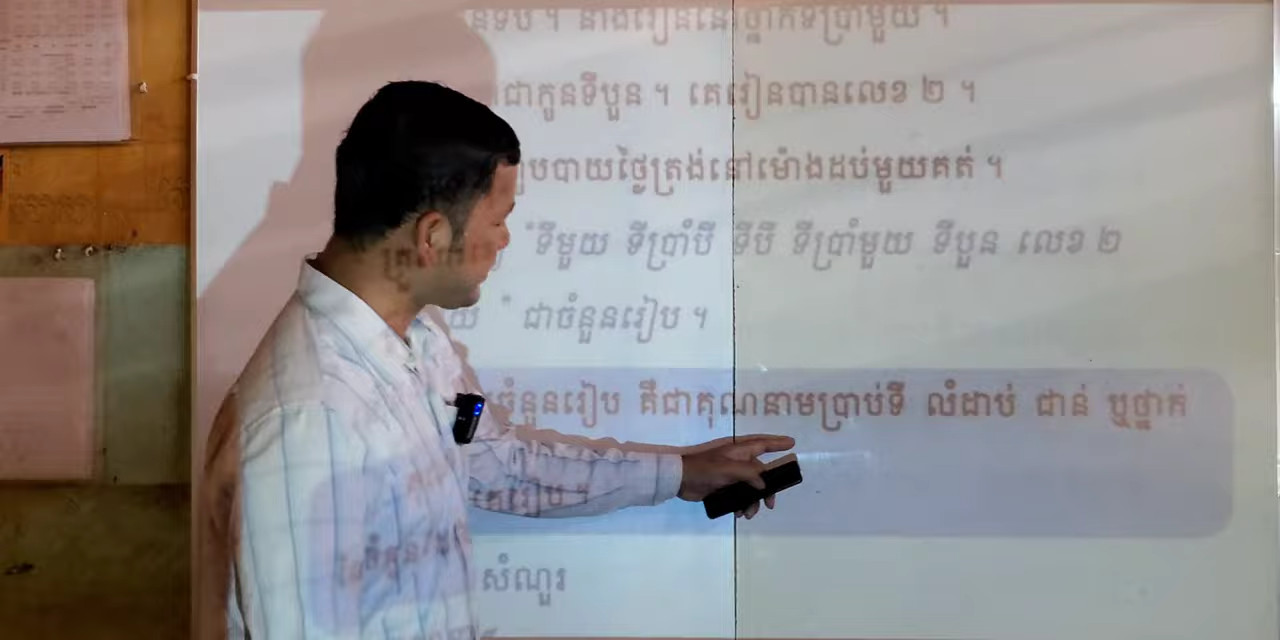 នាងរៀននៅថ្នាក់ទីប្រាំមួយ ។
ជាកូនទីបួន ។ គេរៀនបានលេខ ២ ។
បាយថ្ងៃត្រង់នៅម៉ោងដប់មួយគត់ ។
"ទីមួយ ទីប្រាំបី ទីបី ទីប្រាំមួយ ទីបួន លេខ ២
" ជាចំនួនរៀប ។
ចំនួនរៀប គឺជាគុណនាមប្រាប់ទី លំដាប់ ជាន់ ឬថ្នាក់
គេរៀប ។
សំណួរ